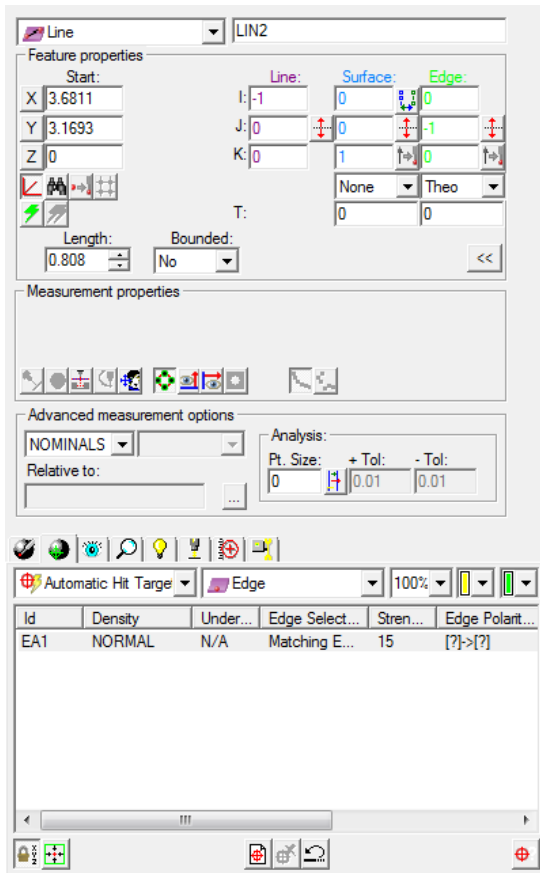 Line LIN2
Feature properties
Start: Line: Surface: Edge:
X 3.6811 I: -1 0 0
Y 3.1693 J: 0 0 -1
Z 0 K: 0 1 0
None Theo
T: 0 0
Length: Bounded:
0.808 No <<
Measurement properties
Advanced measurement options
NOMINALS Analysis:
Pt. Size: + Tol: - Tol:
Relative to: 0 0.01 0.01
...
Automatic Hit Target Edge 100%
Id Density Under... Edge Select... Stren... Edge Polarit...
EA1 NORMAL N/A Matching E... 15 [?]->[?]